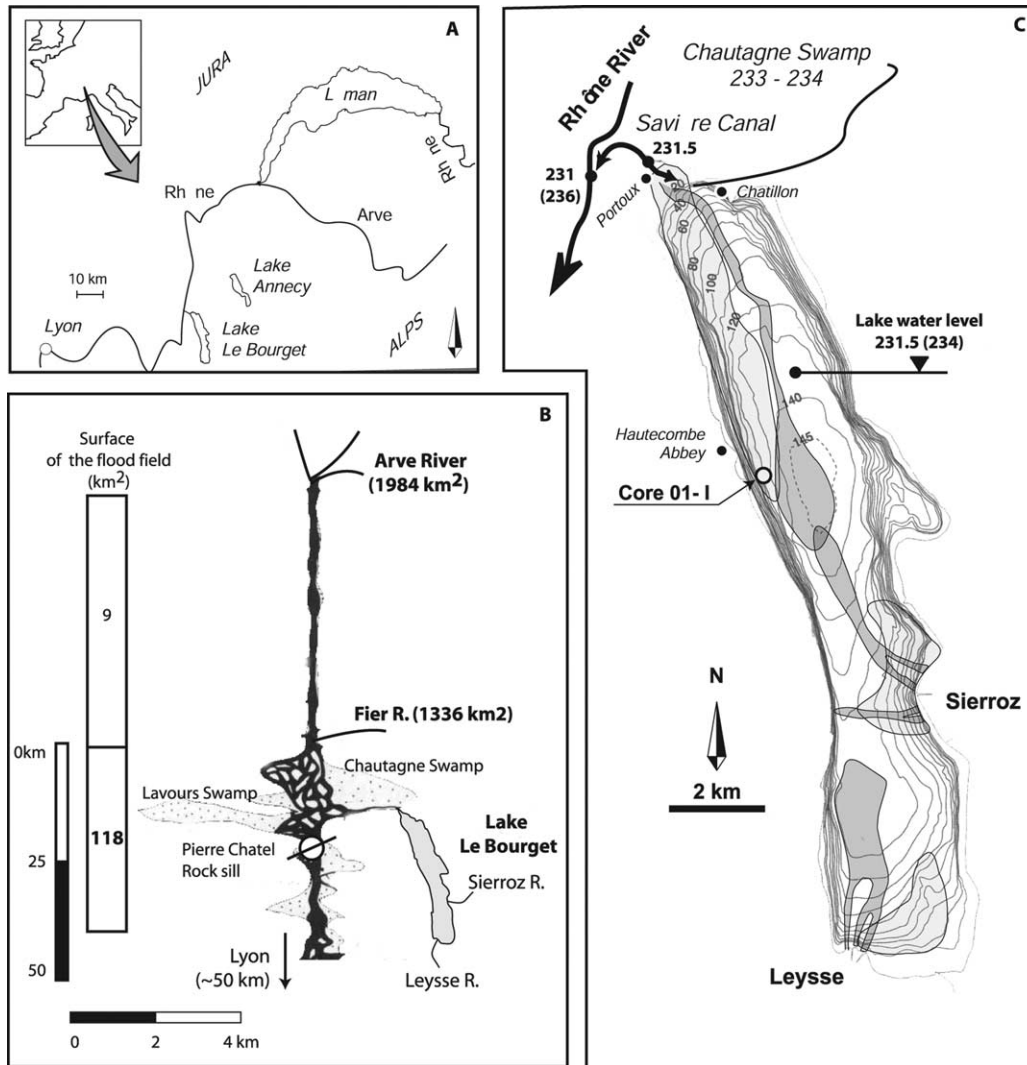 A
JURA
L man
Rh ne
Rh ne
Arve
10 km
Lake
Annecy
Lyon
Lake
Le Bourget
ALPS
B
Surface
of the flood field
(km2)
Arve River
(1984 km2)
9
Fier R. (1336 km2)
0km
Chautagne Swamp
Lavours Swamp
118
Lake
Le Bourget
Pierre Chatel
Rock sill
25
Sierroz R.
Lyon
(~50 km)
50
Leysse R.
0 2 4 km
C
Rh ône River
Chautagne Swamp
233 - 234
Savi re Canal
231.5
231
(236)
Portoux
Chatillon
20
40
60
80
100
120
Lake water level
231.5 (234)
140
145
Hautecombe
Abbey
Core 01- I
N
Sierroz
2 km
Leysse